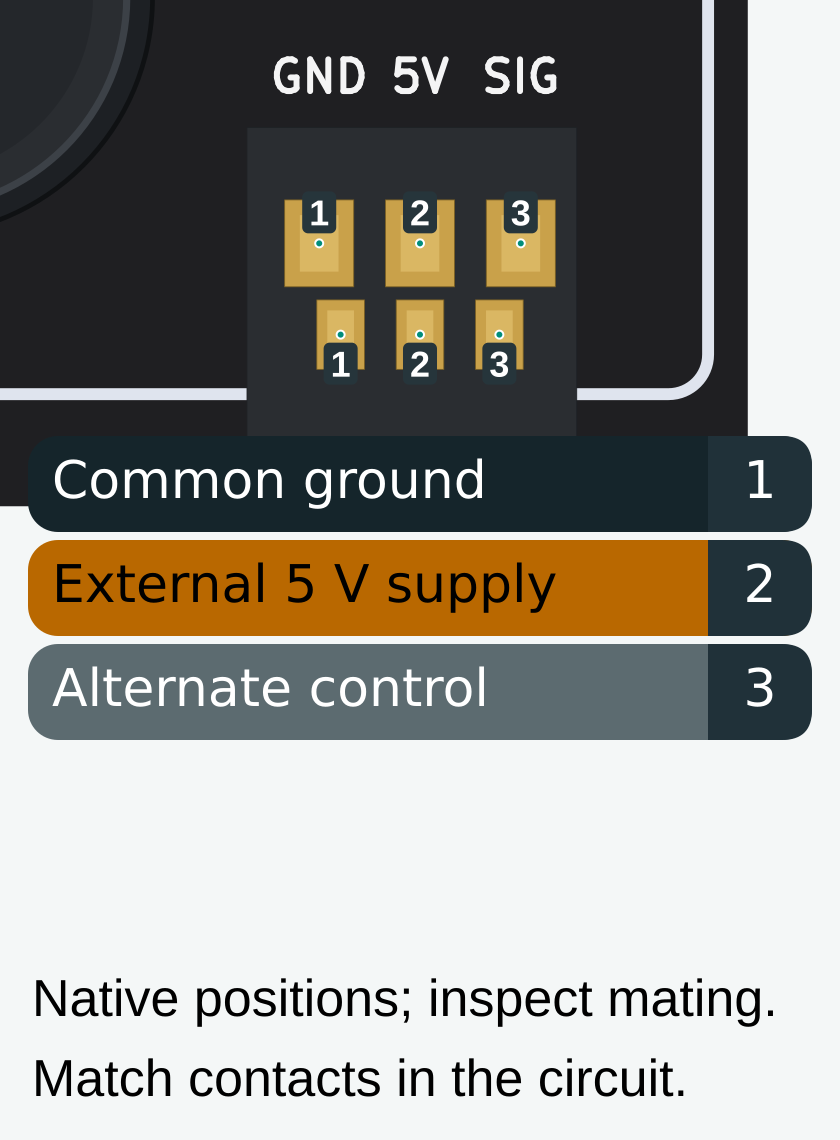 GND 5V SIG
1 2 3
1 2 3
Common ground 1
External 5 V supply 2
Alternate control 3
Native positions; inspect mating.
Match contacts in the circuit.